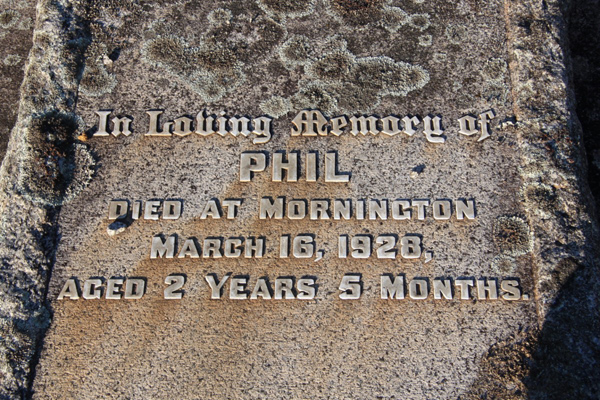 In Loving Memory of
PHIL
DIED AT MORNINGTON
MARCH 16, 1928,
AGED 2 YEARS 5 MONTHS.